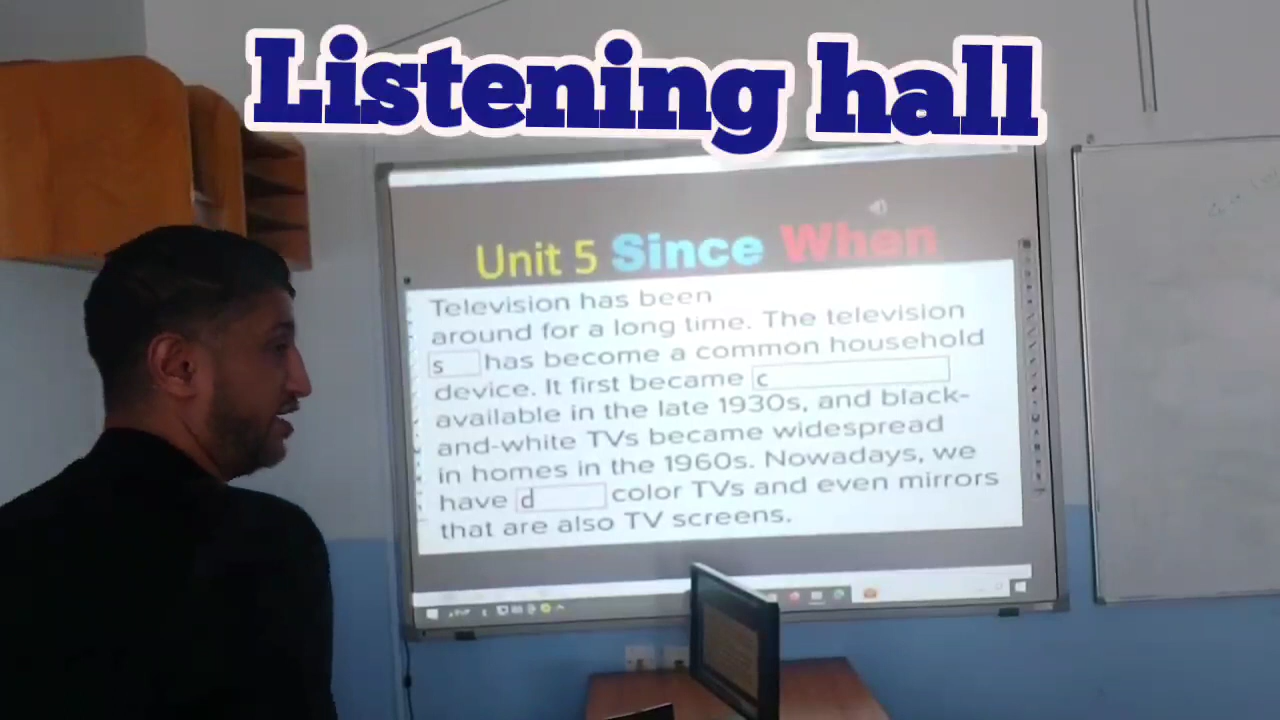 Listening hall
Unit 5 Since When
Television has been
around for a long time. The television
s has become a common household
device. It first became c
available in the late 1930s, and black-
and-white TVs became widespread
in homes in the 1960s. Nowadays, we
have d color TVs and even mirrors
that are also TV screens.